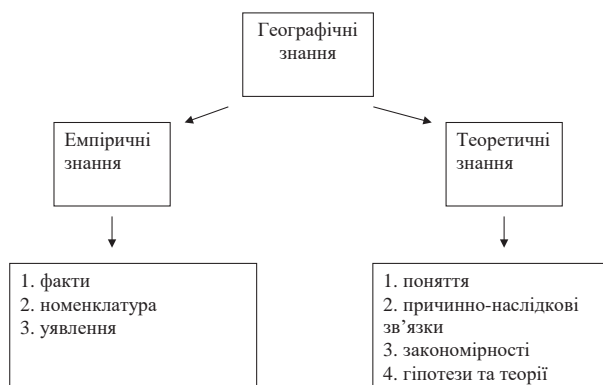 Географічні
знання
Емпіричні
знання
Теоретичні
знання
1. факти
2. номенклатура
3. уявлення
1. поняття
2. причинно-наслідкові
зв’язки
3. закономірності
4. гіпотези та теорії